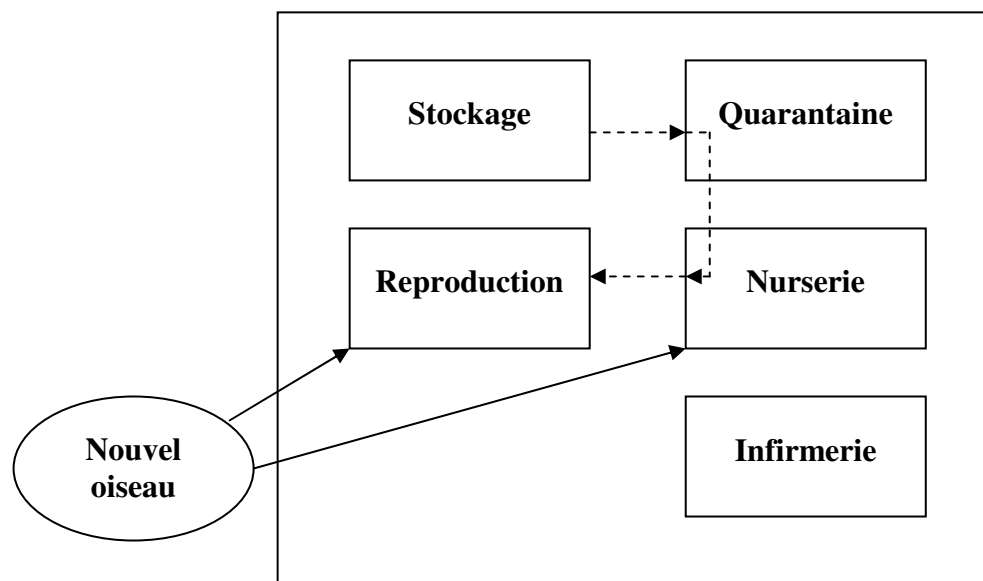 Stockage
Quarantaine
Reproduction
Nurserie
Nouvel
oiseau
Infirmerie